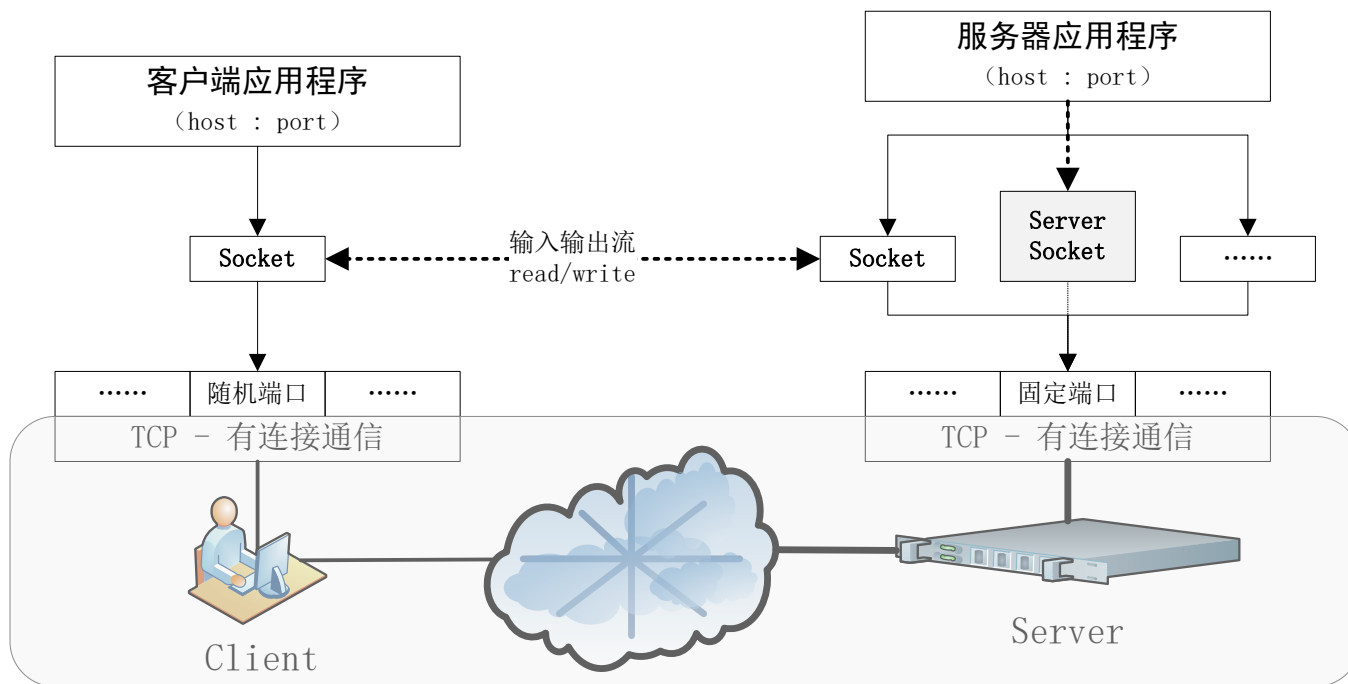 客户端应用程序
（host : port）
服务器应用程序
（host : port）
Socket
输入输出流
read/write
Socket
Server
Socket
……
……
随机端口
……
TCP - 有连接通信
……
固定端口
……
TCP - 有连接通信
Client
Server